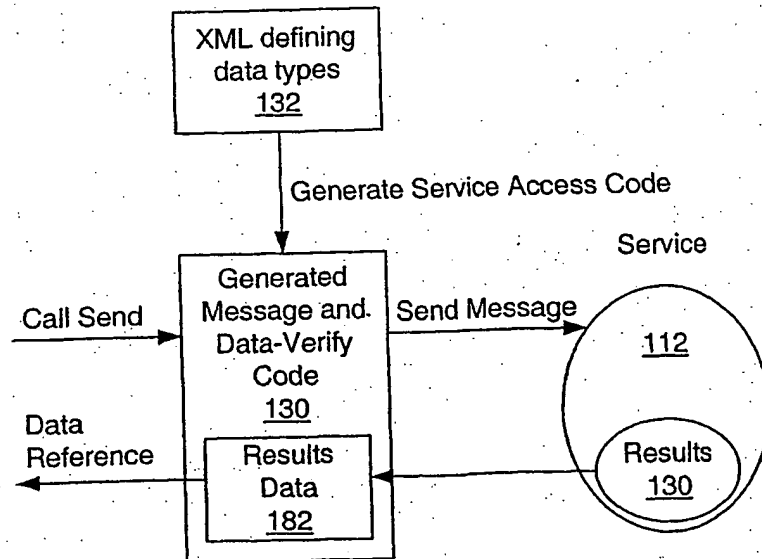 XML defining
data types
132
Generate Service Access Code
Service
Generated
Message and
Data-Verify
Code
130
Call Send
Send Message
112
Data
Reference
Results
Data
182
Results
130